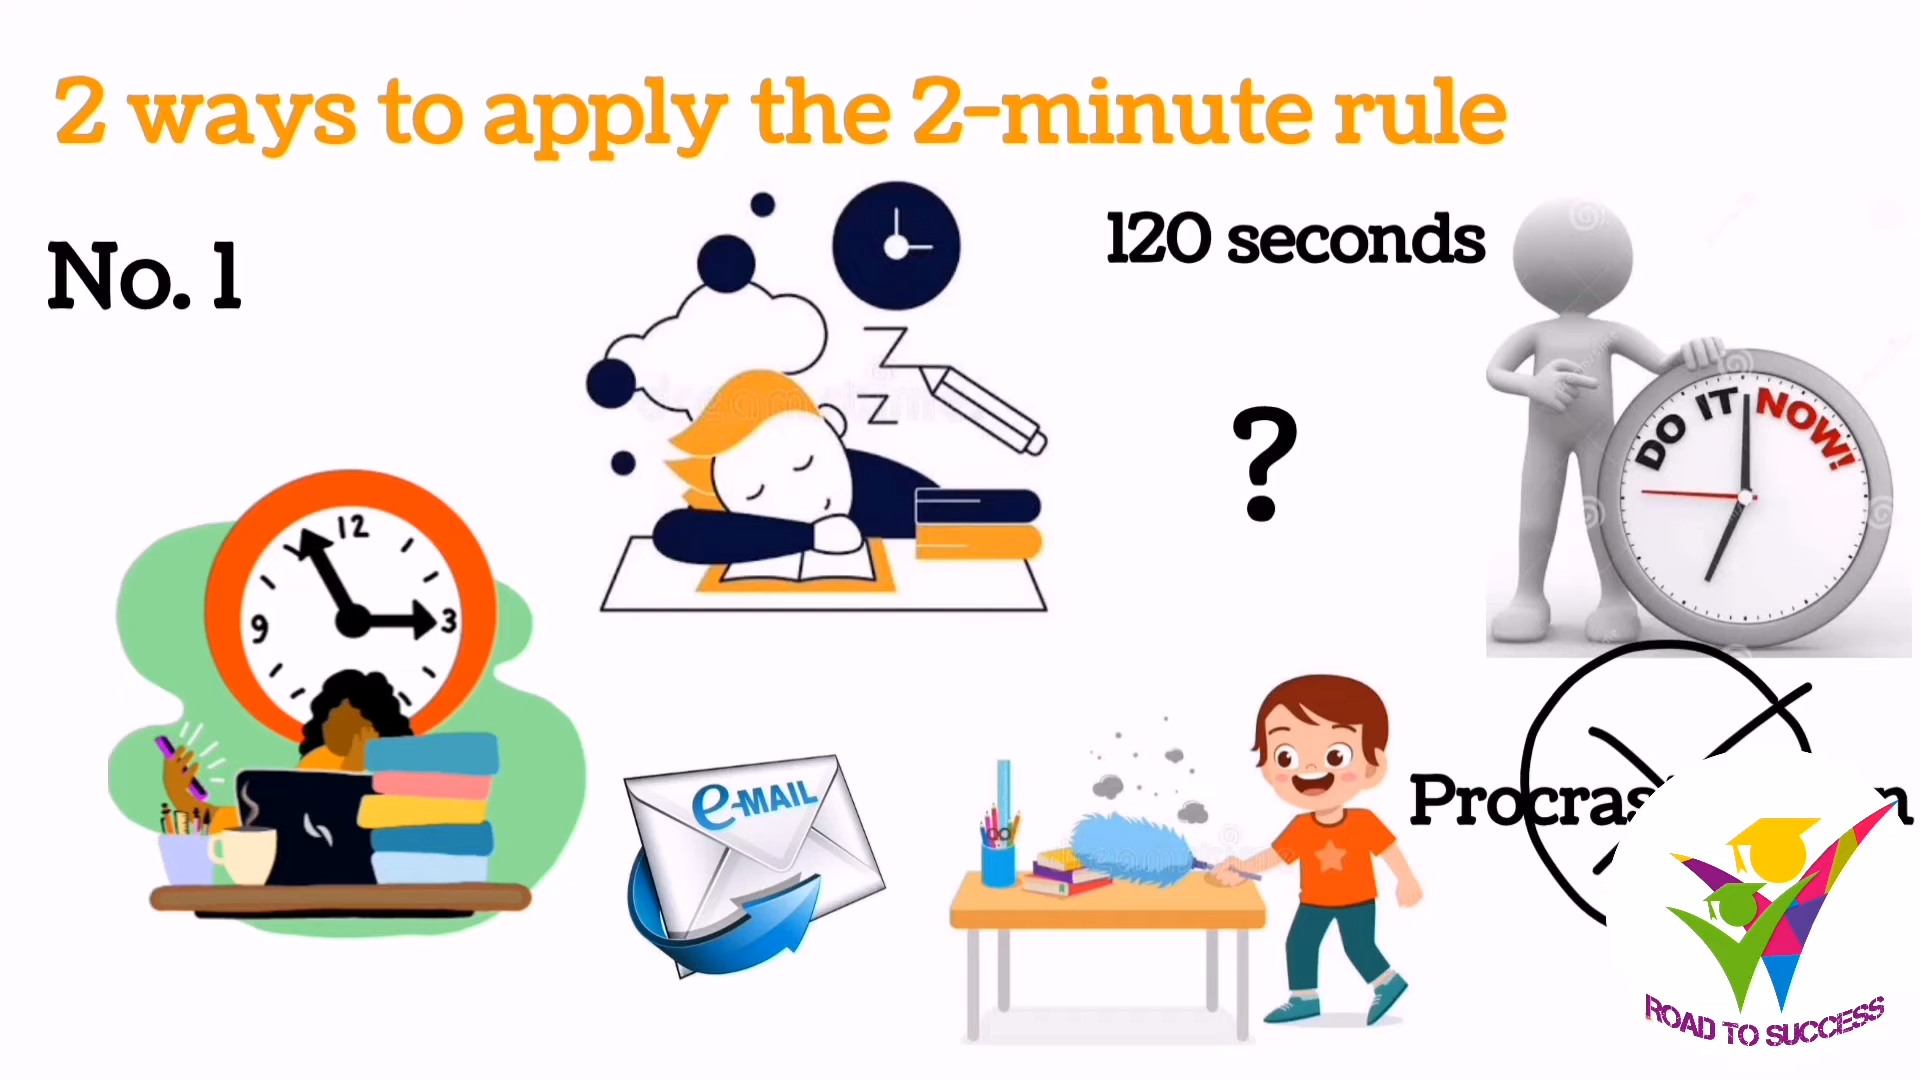 2 ways to apply the 2-minute rule
No. 1
120 seconds
Z
Z
?
DO IT NOW!
12
9
3
e-MAIL
ROAD TO SUCCESS